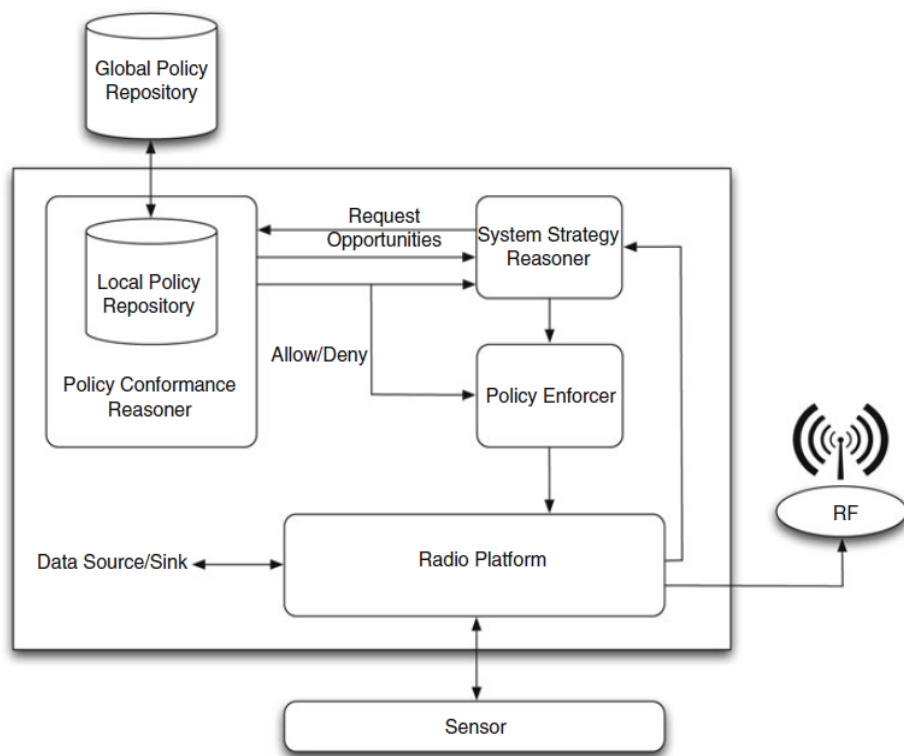 Global Policy
Repository
Request
Opportunities
System Strategy
Reasoner
Local Policy
Repository
Allow/Deny
Policy Conformance
Reasoner
Policy Enforcer
RF
Data Source/Sink
Radio Platform
Sensor